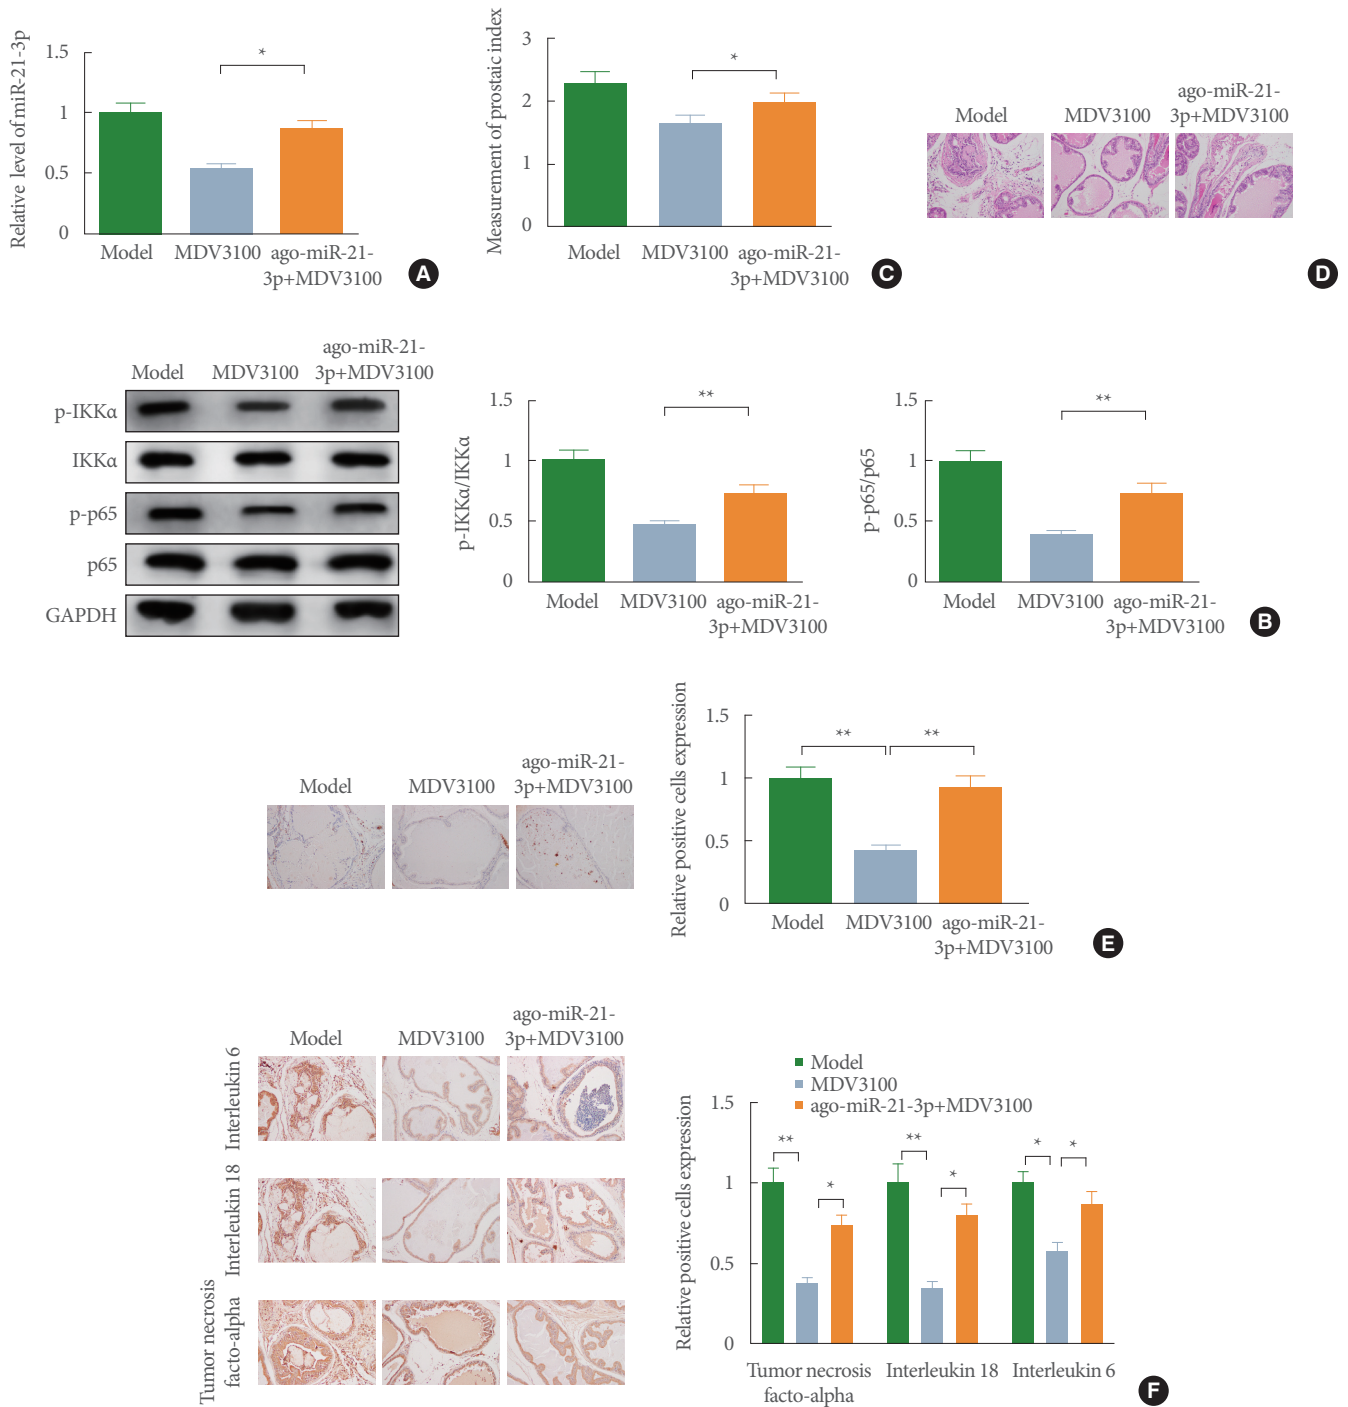 Relative level of miR-21-3p
1.5
1
0.5
0
*
Model
MDV3100
ago-miR-21-
3p+MDV3100
A
Measurement of prostaic index
3
2
1
0
*
Model
MDV3100
ago-miR-21-
3p+MDV3100
C
Model
MDV3100
ago-miR-21-
3p+MDV3100
D
Model
MDV3100
ago-miR-21-
3p+MDV3100
p-IKKα
IKKα
p-p65
p65
GAPDH
p-IKKα/IKKα
1.5
1
0.5
0
**
Model
MDV3100
ago-miR-21-
3p+MDV3100
p-p65/p65
1.5
1
0.5
0
**
Model
MDV3100
ago-miR-21-
3p+MDV3100
B
Model
MDV3100
ago-miR-21-
3p+MDV3100
Relative positive cells expression
1.5
1
0.5
0
**
**
Model
MDV3100
ago-miR-21-
3p+MDV3100
E
Model
MDV3100
ago-miR-21-
3p+MDV3100
Interleukin 6
Interleukin 18
Tumor necrosis
facto-alpha
Model
MDV3100
ago-miR-21-3p+MDV3100
Relative positive cells expression
1.5
1
0.5
0
**
*
**
*
*
*
Tumor necrosis
facto-alpha
Interleukin 18
Interleukin 6
F